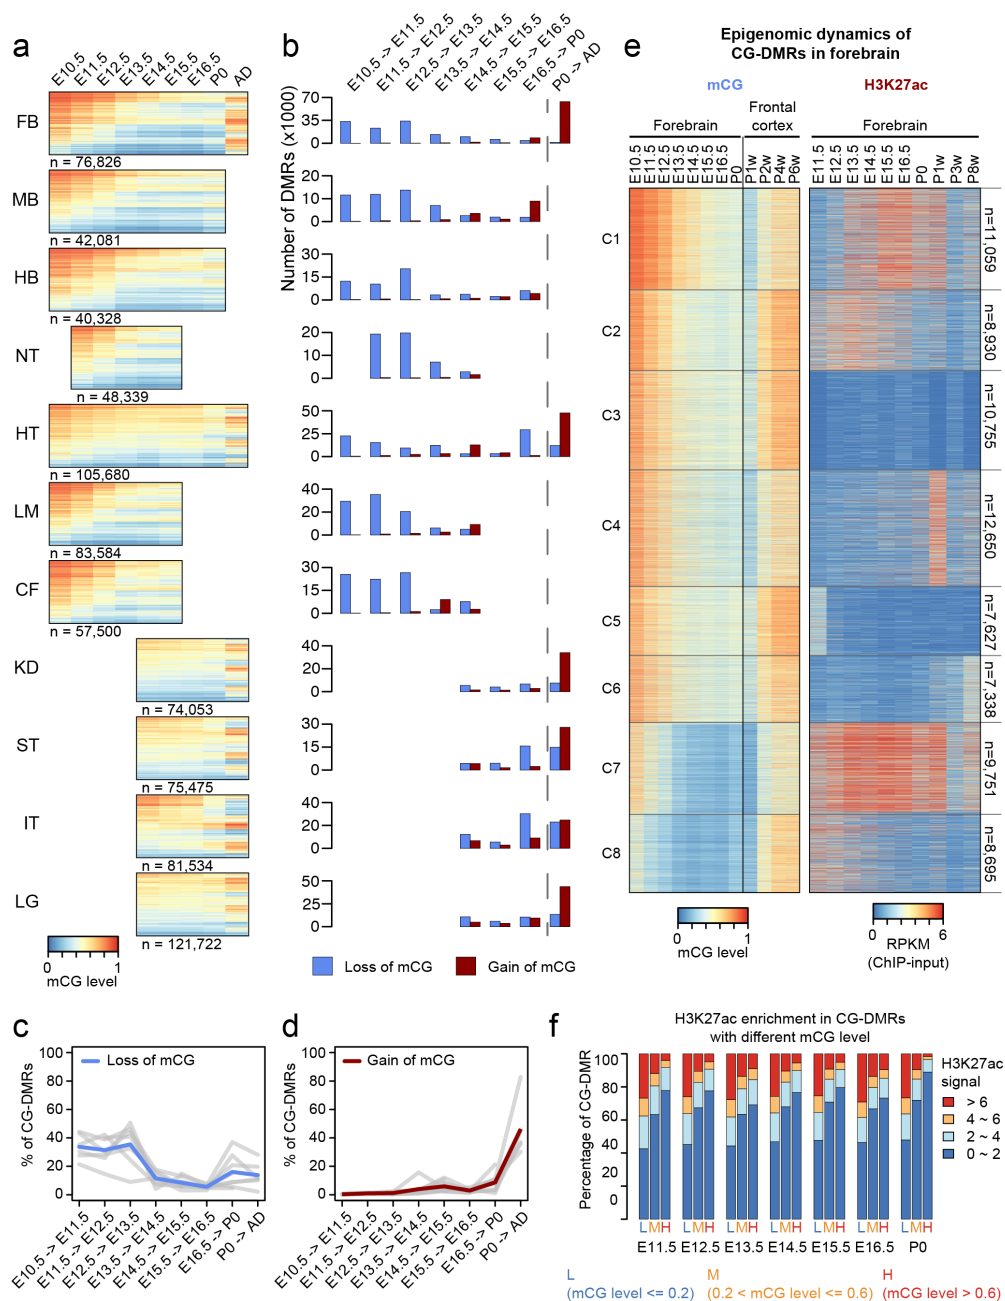 a
E10.5 E11.5 E12.5 E13.5 E14.5 E15.5 E16.5 P0 AD
FB
n = 76,826
MB
n = 42,081
HB
n = 40,328
NT
n = 48,339
HT
n = 105,680
LM
n = 83,584
CF
n = 57,500
KD
n = 74,053
ST
n = 75,475
IT
n = 81,534
LG
n = 121,722
0 1
mCG level
b
E10.5 -> E11.5
E11.5 -> E12.5
E12.5 -> E13.5
E13.5 -> E14.5
E14.5 -> E15.5
E15.5 -> E16.5
E16.5 -> P0
P0 -> AD
Number of DMRs (x1000)
70
35
0
20
10
0
30
15
0
20
10
0
50
25
0
40
20
0
30
15
0
40
20
0
30
15
0
40
20
0
50
25
0
Loss of mCG
Gain of mCG
e
Epigenomic dynamics of
CG-DMRs in forebrain
mCG
H3K27ac
Forebrain
Frontal
cortex
Forebrain
E10.5 E11.5 E12.5 E13.5 E14.5 E15.5 E16.5 P0 P1w P2w P4w P6w
E11.5 E12.5 E13.5 E14.5 E15.5 E16.5 P0 P1w P3w P8w
C1
n=11,059
C2
n=8,930
C3
n=10,755
C4
n=12,650
C5
n=7,627
C6
n=7,338
C7
n=9,751
C8
n=8,695
0 1
mCG level
0 6
RPKM
(ChIP-input)
c
Loss of mCG
% of CG-DMRs
100
80
60
40
20
0
E10.5 -> E11.5
E11.5 -> E12.5
E12.5 -> E13.5
E13.5 -> E14.5
E14.5 -> E15.5
E15.5 -> E16.5
E16.5 -> P0
P0 -> AD
d
Gain of mCG
% of CG-DMRs
100
80
60
40
20
0
E10.5 -> E11.5
E11.5 -> E12.5
E12.5 -> E13.5
E13.5 -> E14.5
E14.5 -> E15.5
E15.5 -> E16.5
E16.5 -> P0
P0 -> AD
f
H3K27ac enrichment in CG-DMRs
with different mCG level
Percentage of CG-DMR
100
80
60
40
20
0
L M H L M H L M H L M H L M H L M H L M H
E11.5 E12.5 E13.5 E14.5 E15.5 E16.5 P0
H3K27ac
signal
> 6
4 ~ 6
2 ~ 4
0 ~ 2
L
(mCG level <= 0.2)
M
(0.2 < mCG level <= 0.6)
H
(mCG level > 0.6)